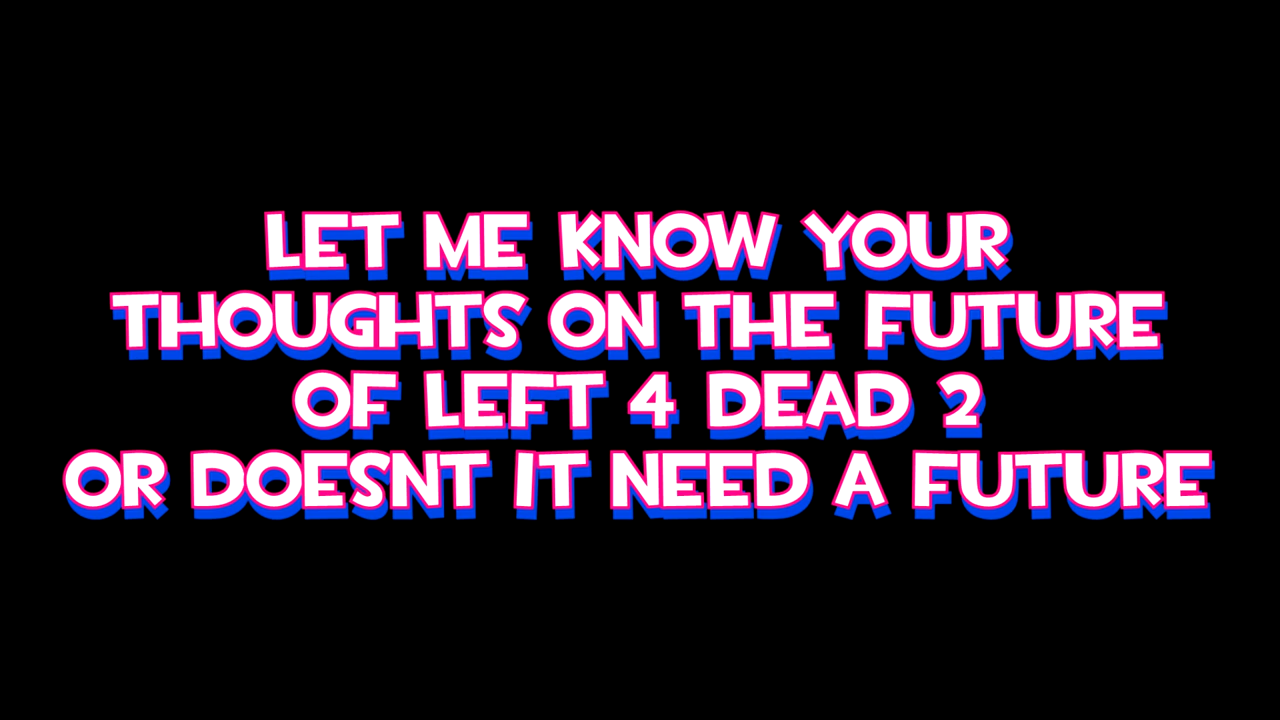 LET ME KNOW YOUR
THOUGHTS ON THE FUTURE
OF LEFT 4 DEAD 2
OR DOESNT IT NEED A FUTURE